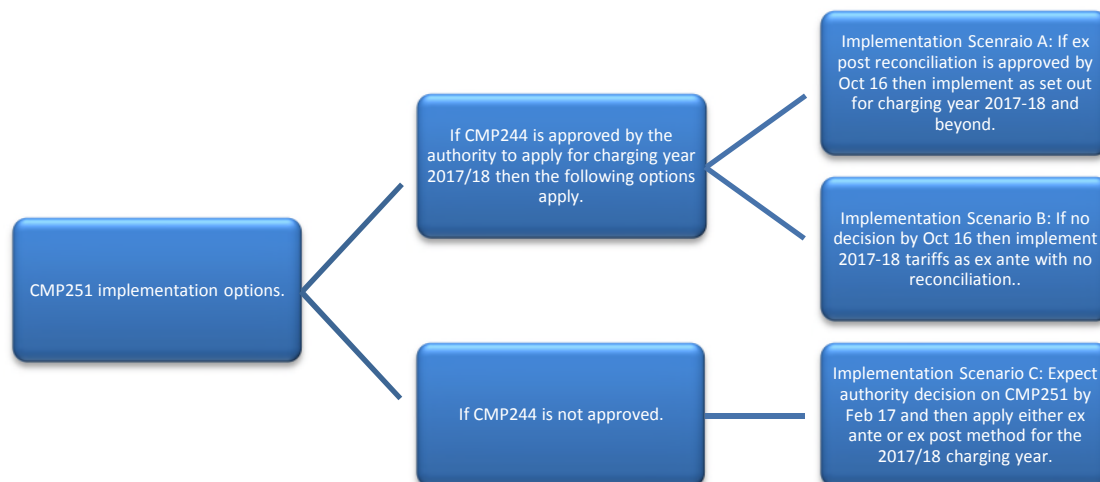 CMP251 implementation options.
If CMP244 is approved by the
authority to apply for charging year
2017/18 then the following options
apply.
If CMP244 is not approved.
Implementation Scenraio A: If ex
post reconciliation is approved by
Oct 16 then implement as set out
for charging year 2017-18 and
beyond.
Implementation Scenario B: If no
decision by Oct 16 then implement
2017-18 tariffs as ex ante with no
reconciliation..
Implementation Scenario C: Expect
authority decision on CMP251 by
Feb 17 and then apply either ex
ante or ex post method for the
2017/18 charging year.